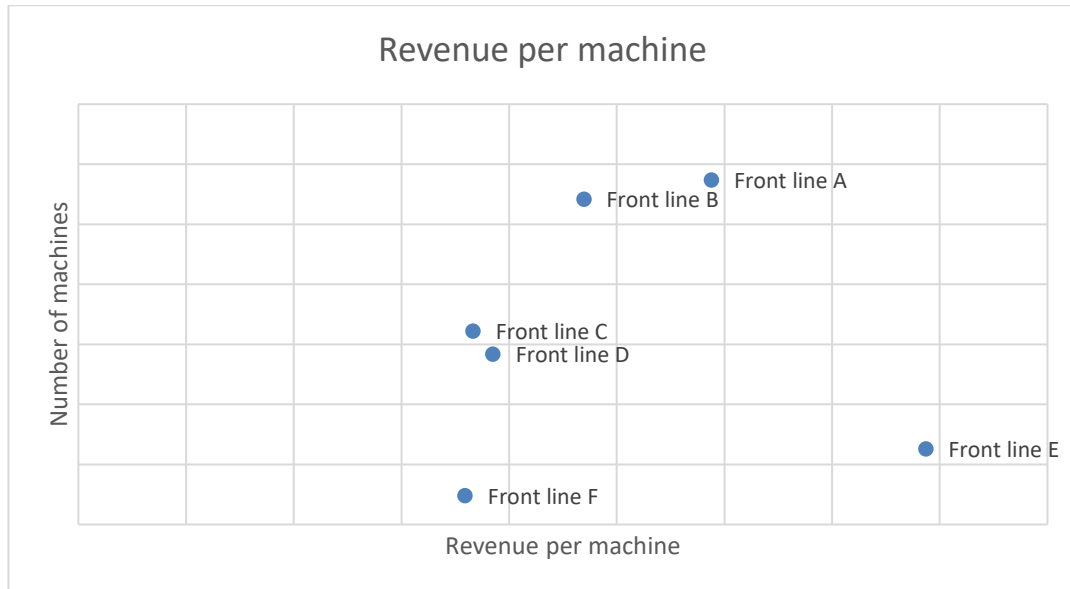 Revenue per machine
Number of machines
Front line A
Front line B
Front line C
Front line D
Front line E
Front line F
Revenue per machine